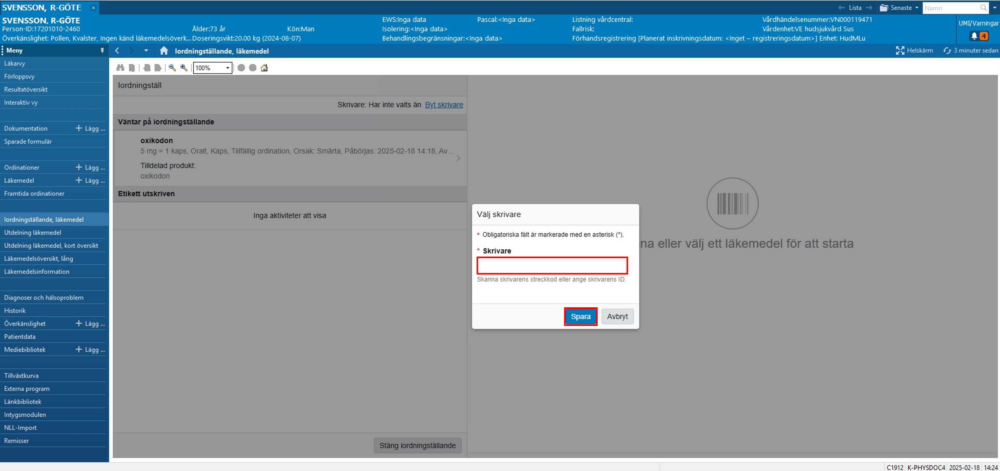 SVENSSON, R-GÖTE
Lista
Senaste
Namn
SVENSSON, R-GÖTE
Person-ID:17201010-2460
Ålder:73 år
Kön:Man
Överkänslighet: Pollen, Kvalster, Ingen känd läkemedelsöverk...
Doseringsvikt:20.00 kg (2024-08-07)
EWS:Inga data
Pascal:<Inga data>
Isolering:<Inga data>
Behandlingsbegränsningar:<Inga data>
Listning vårdcentral:
Fallrisk:
Förhandsregistrering [Planerat inskrivningsdatum: <Inget – registreringsdatum>] Enhet: HudMLu
Vårdhändelsenummer:VN000119471
Vårdenhet:VE hudsjukvård Sus
UMI/Varningar
4
Meny
Iordningställande, läkemedel
Helskärm
3 minuter sedan
Läkarvy
Förloppsvy
Resultatöversikt
Interaktiv vy
Dokumentation + Lägg ...
Sparade formulär
Ordinationer + Lägg ...
Läkemedel + Lägg ...
Framtida ordinationer
Iordningställande, läkemedel
Utdelning läkemedel
Utdelning läkemedel, kort översikt
Läkemedelsöversikt, lång
Läkemedelsinformation
Diagnoser och hälsoproblem
Historik
Överkänslighet + Lägg ...
Patientdata
Mediebibliotek + Lägg ...
Tillväxtkurva
Externa program
Länkbibliotek
Intygsmodulen
NLL-Import
Remisser
100%
Iordningställ
Skrivare: Har inte valts än Byt skrivare
Väntar på iordningställande
oxikodon
5 mg = 1 kaps, Oralt, Kaps, Tillfällig ordination, Orsak: Smärta, Påbörjas: 2025-02-18 14:18, Av...
Tilldelad produkt:
oxikodon
Etikett utskriven
Inga aktiviteter att visa
Stäng iordningställande
na eller välj ett läkemedel för att starta
Välj skrivare
* Obligatoriska fält är markerade med en asterisk (*).
* Skrivare
Skanna skrivarens streckkod eller ange skrivarens ID.
Spara
Avbryt
C1912 K-PHYSDOC4 2025-02-18 14:24